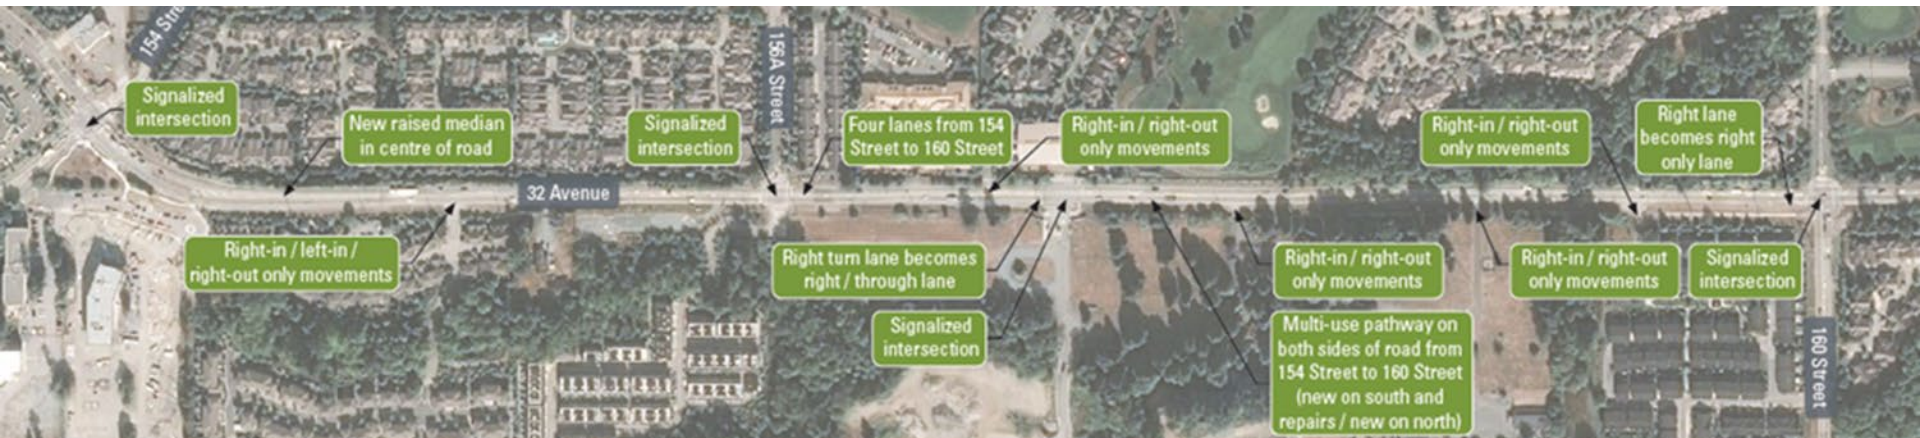 154 Stre
Signalized
intersection
New raised median
in centre of road
Right-in / left-in /
right-out only movements
32 Avenue
Signalized
intersection
156A Street
Four lanes from 154
Street to 160 Street
Right-in / right-out
only movements
Right turn lane becomes
right / through lane
Signalized
intersection
Right-in / right-out
only movements
Multi-use pathway on
both sides of road from
154 Street to 160 Street
(new on south and
repairs / new on north)
Right-in / right-out
only movements
Right-in / right-out
only movements
Right lane
becomes right
only lane
Signalized
intersection
160 Street